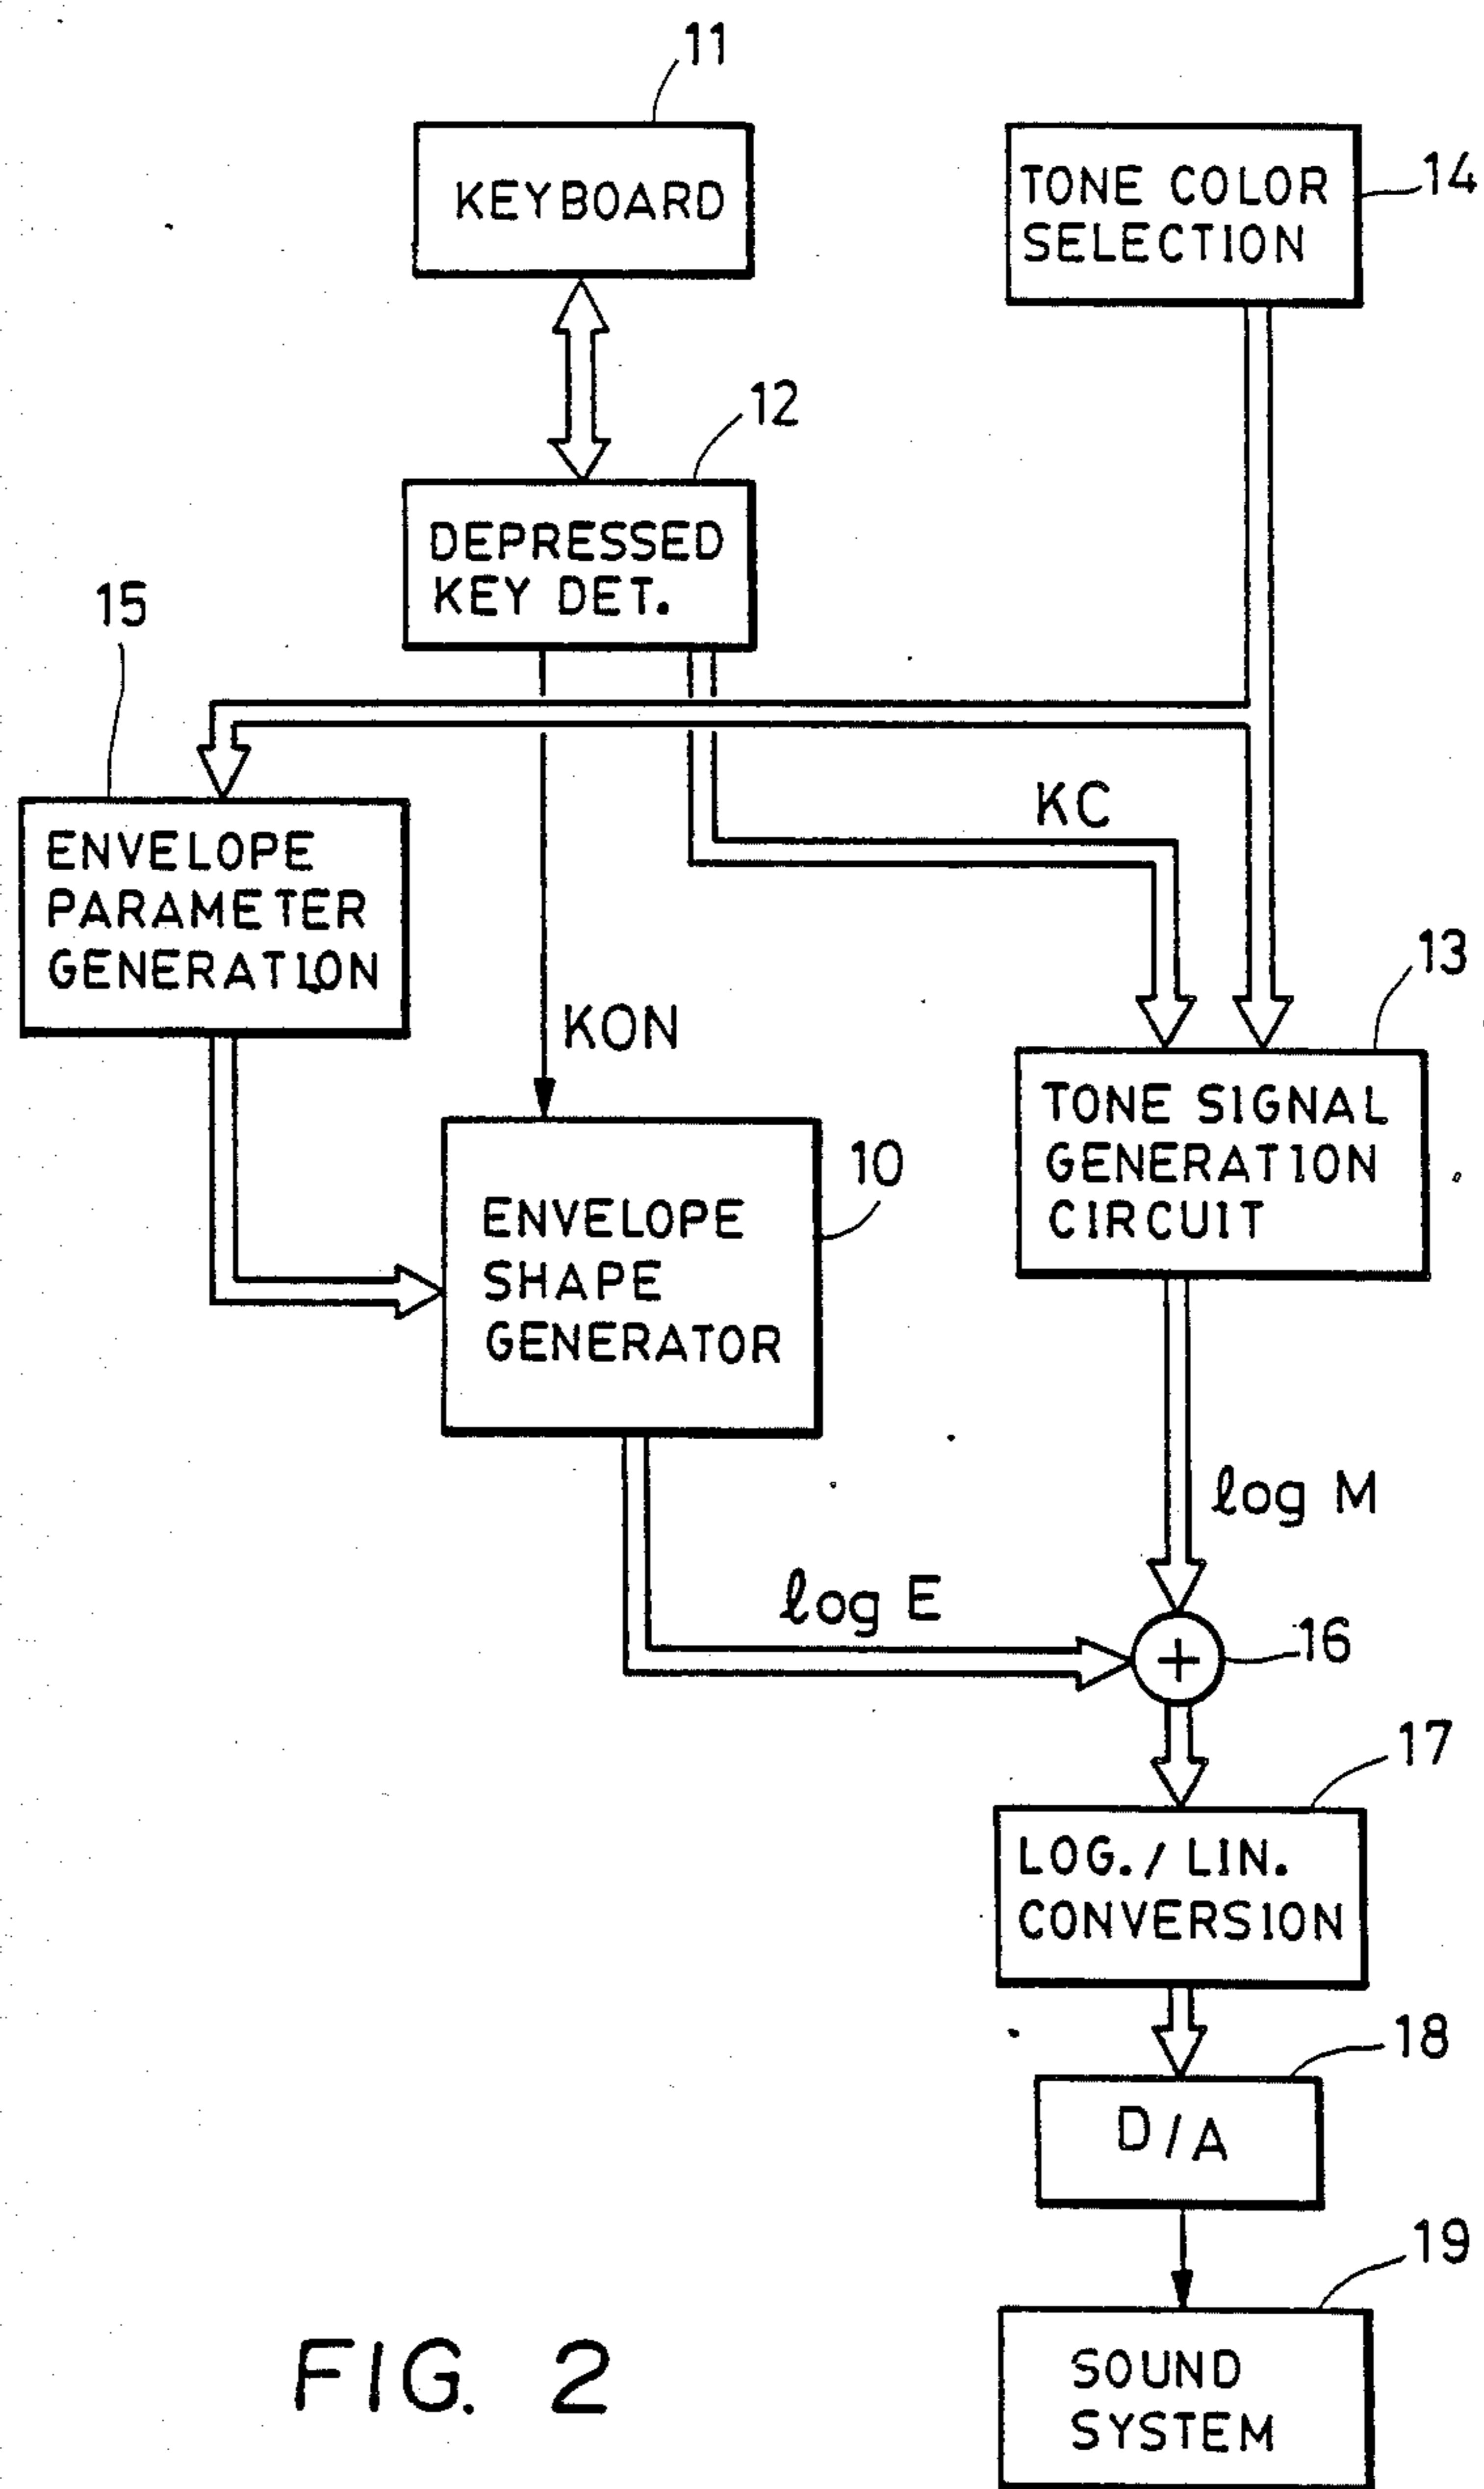 11
KEYBOARD
14
TONE COLOR
SELECTION
12
DEPRESSED
KEY DET.
15
ENVELOPE
PARAMETER
GENERATION
KC
KON
13
TONE SIGNAL
GENERATION
CIRCUIT
10
ENVELOPE
SHAPE
GENERATOR
log M
log E
+
16
17
LOG./ LIN.
CONVERSION
18
D/A
19
SOUND
SYSTEM
FIG. 2